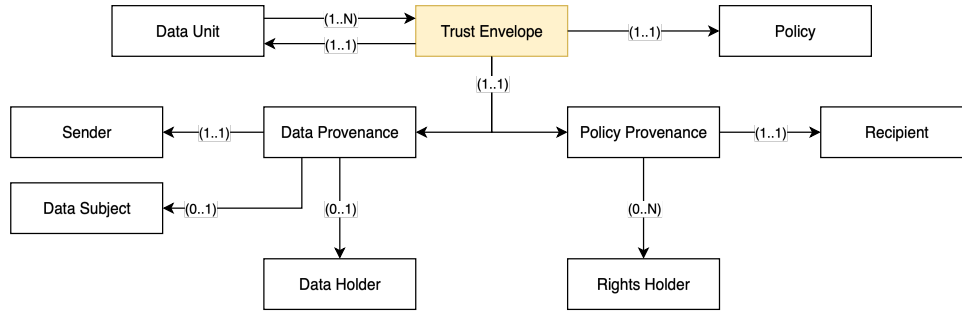 Data Unit
(1..N)
(1..1)
Trust Envelope
(1..1)
Policy
(1..1)
Sender
(1..1)
Data Provenance
Policy Provenance
(1..1)
Recipient
Data Subject
(0..1)
(0..1)
(0..N)
Data Holder
Rights Holder